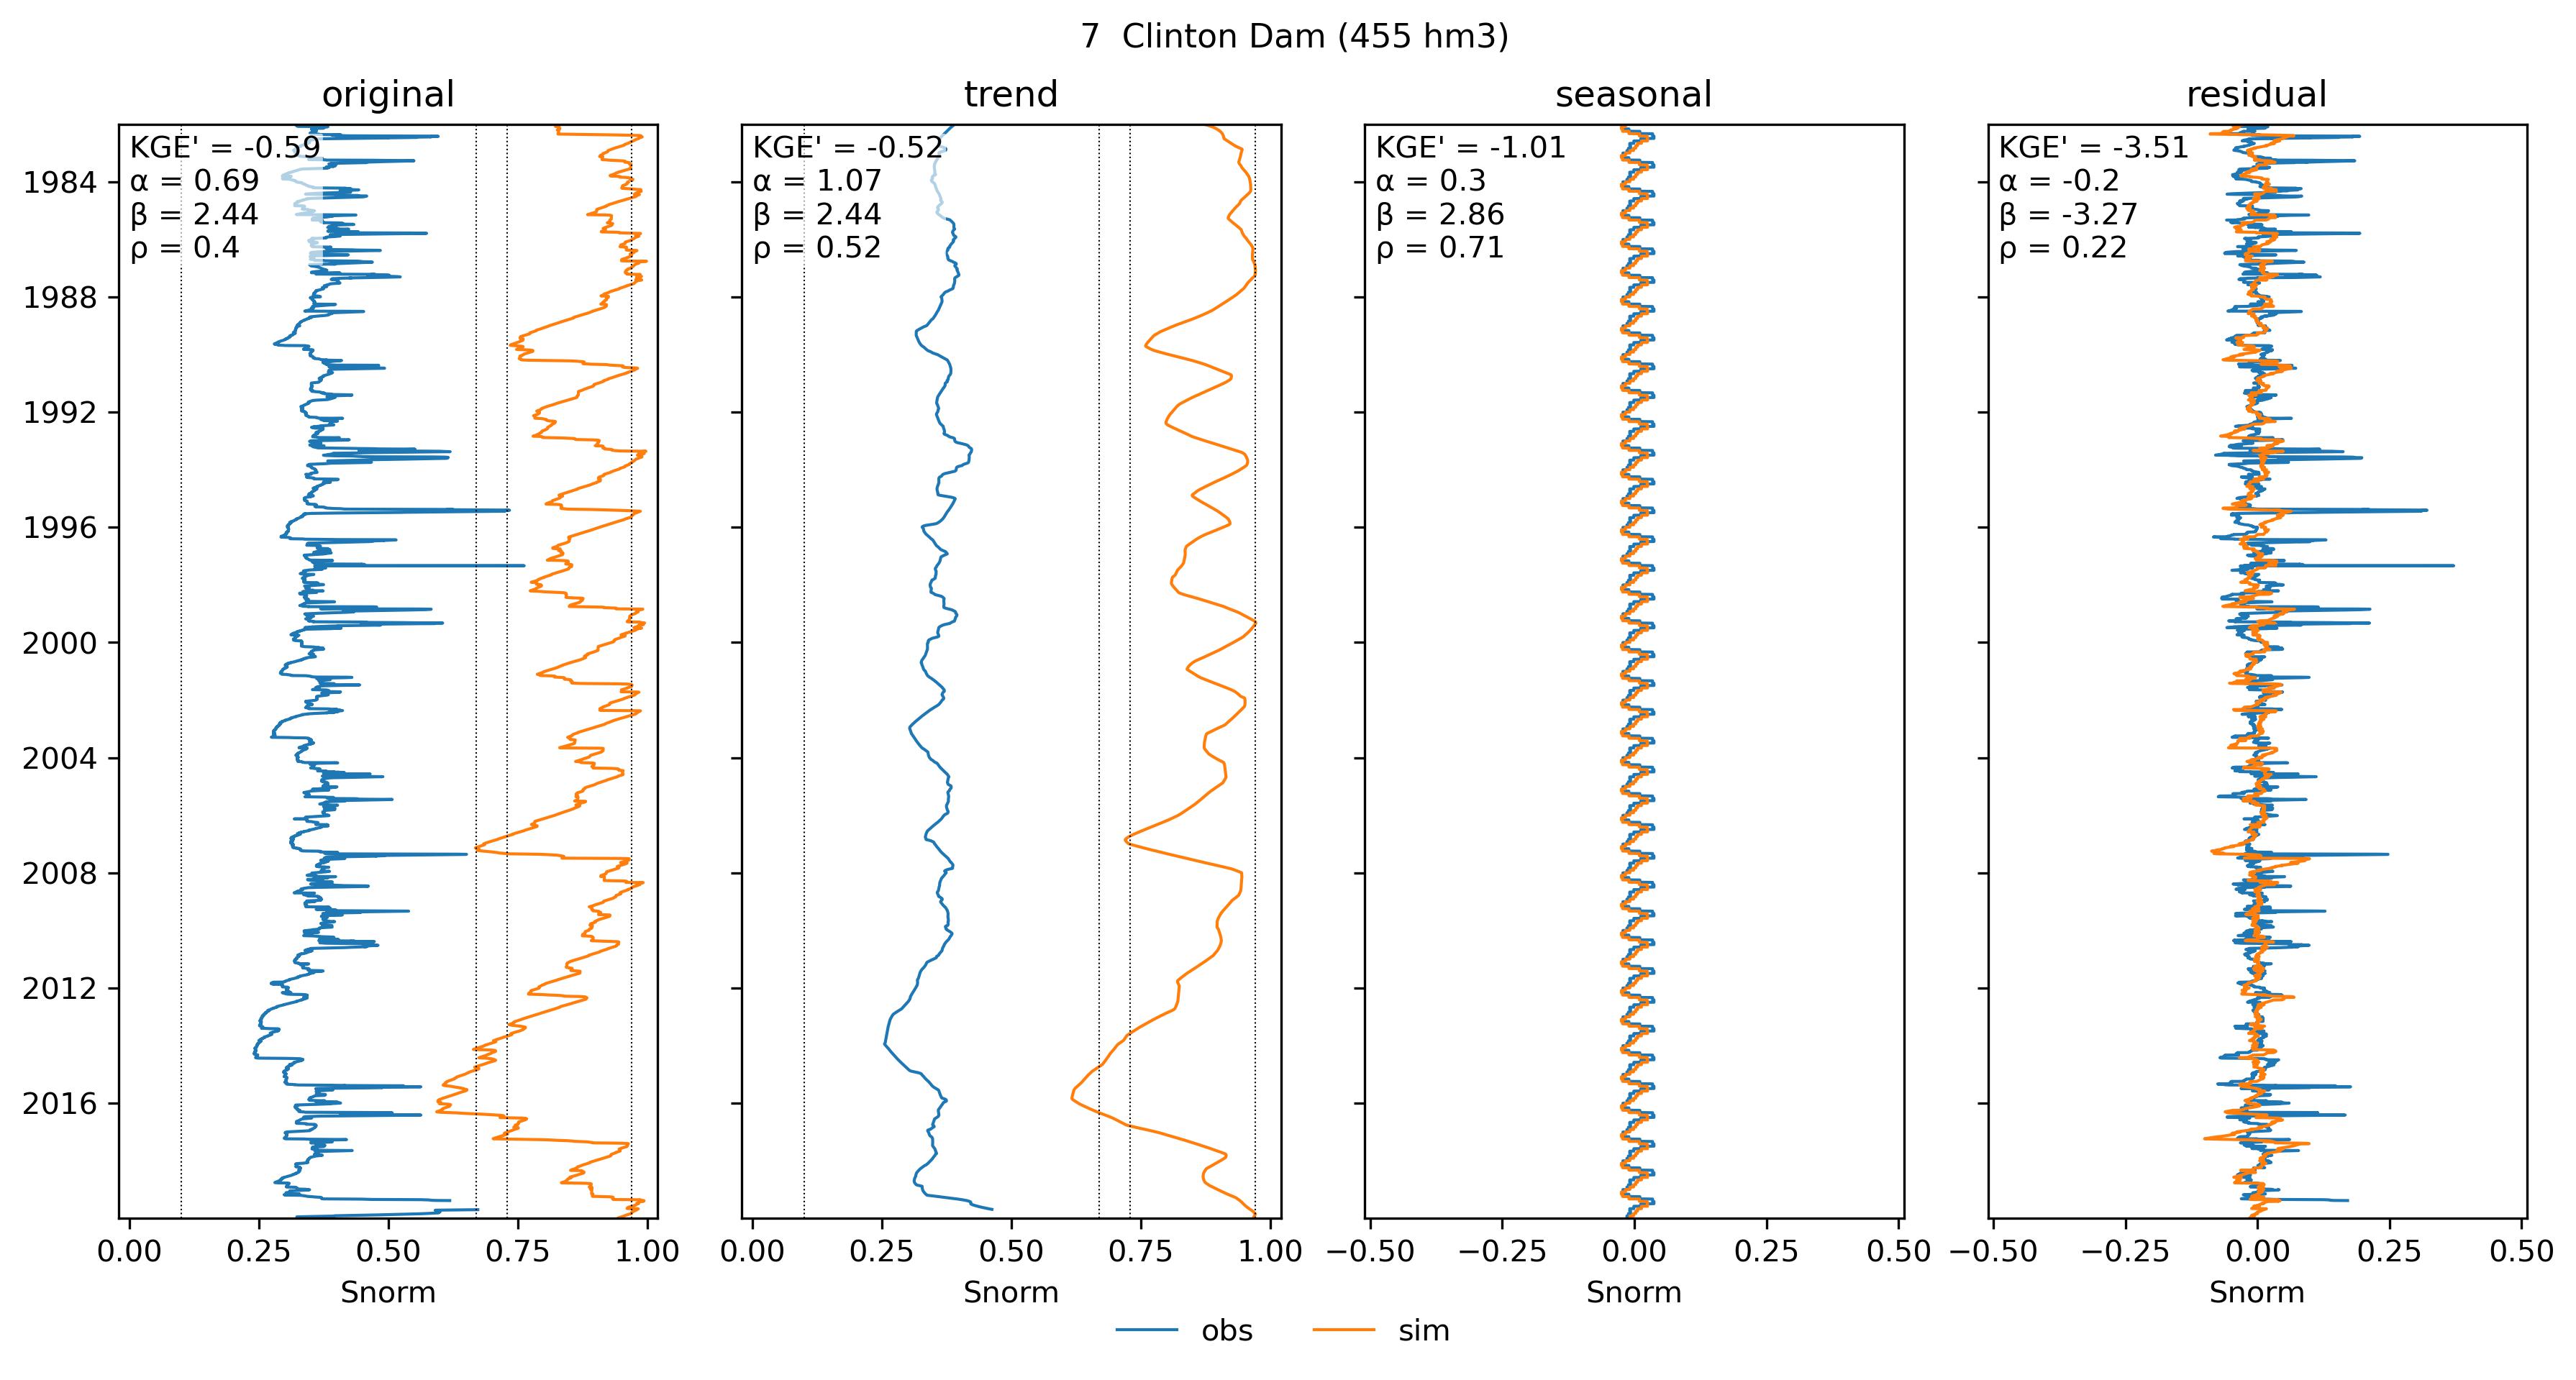 7  Clinton Dam (455 hm3)
original
trend
seasonal
residual
KGE' = -0.59
α = 0.69
β = 2.44
ρ = 0.4
KGE' = -0.52
α = 1.07
β = 2.44
ρ = 0.52
KGE' = -1.01
α = 0.3
β = 2.86
ρ = 0.71
KGE' = -3.51
α = -0.2
β = -3.27
ρ = 0.22
1984
1988
1992
1996
2000
2004
2008
2012
2016
0.00 0.25 0.50 0.75 1.00
0.00 0.25 0.50 0.75 1.00
−0.50 −0.25 0.00 0.25 0.50
−0.50 −0.25 0.00 0.25 0.50
Snorm
Snorm
Snorm
Snorm
obs
sim